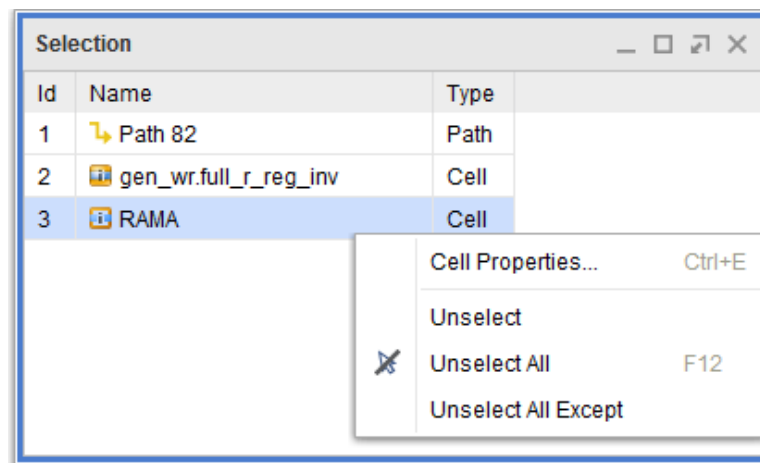 Selection
Id Name Type
1 Path 82 Path
2 gen_wr.full_r_reg_inv Cell
3 RAMA Cell
Cell Properties... Ctrl+E
Unselect
Unselect All F12
Unselect All Except